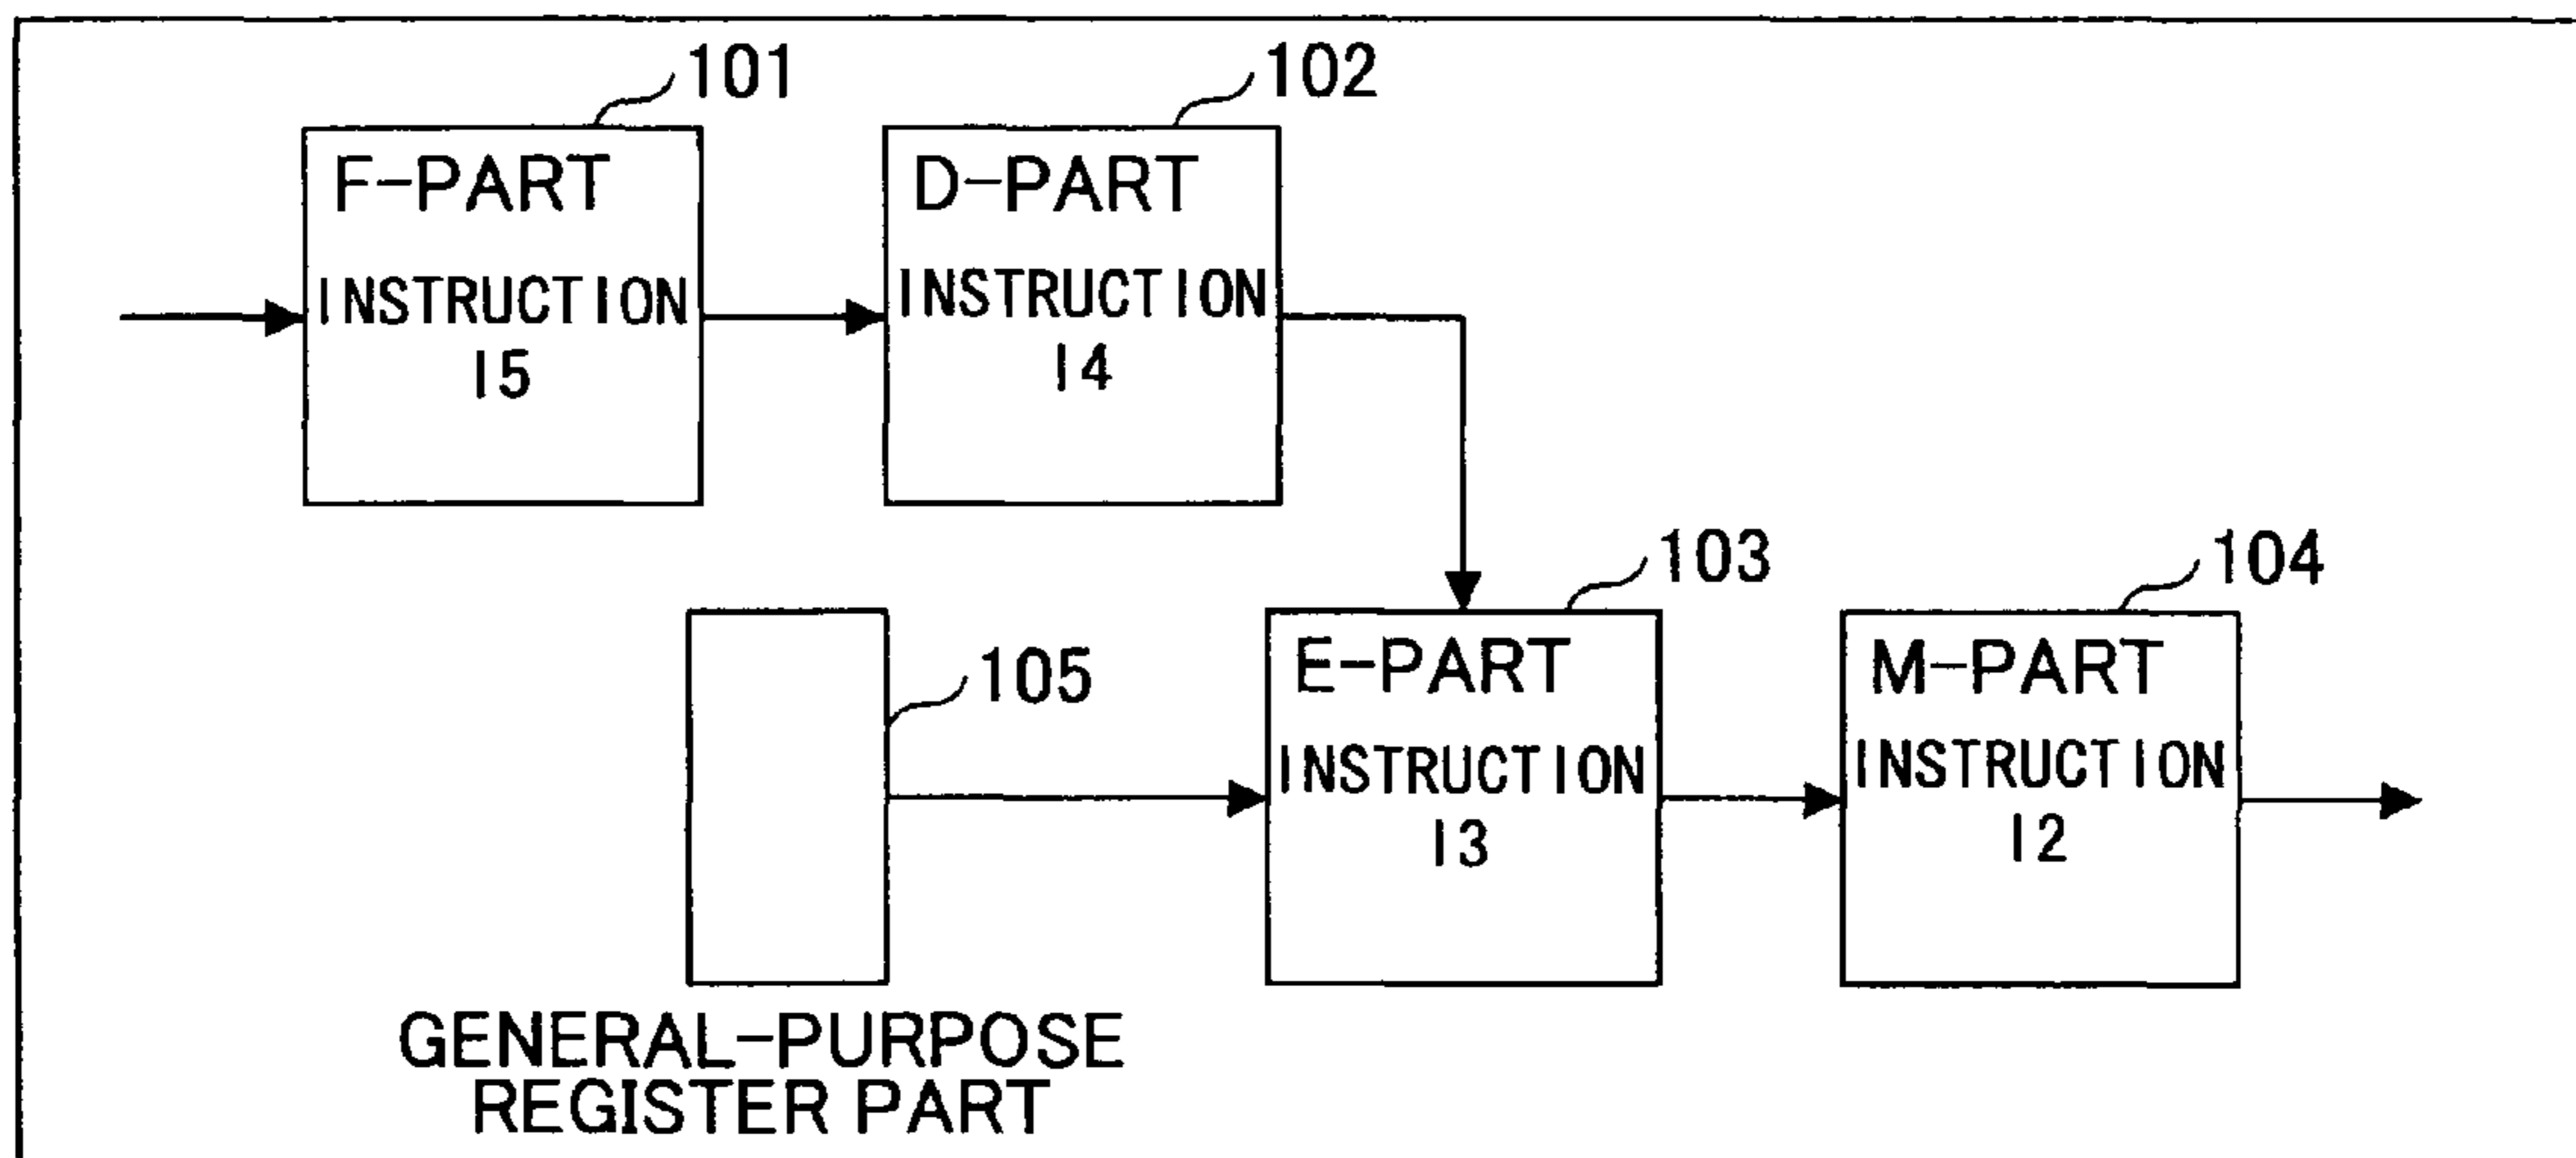 101
102
F-PART
INSTRUCTION
I5
D-PART
INSTRUCTION
I4
103
104
105
E-PART
INSTRUCTION
I3
M-PART
INSTRUCTION
I2
GENERAL-PURPOSE
REGISTER PART